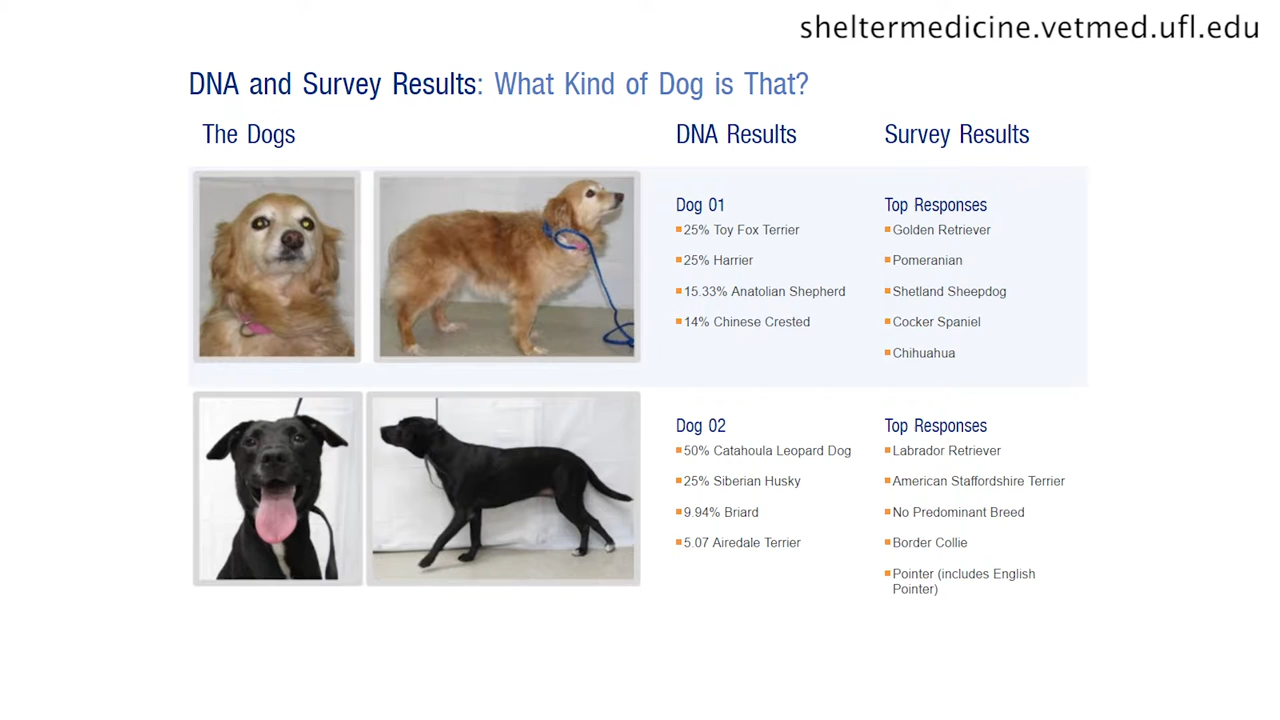 sheltermedicine.vetmed.ufl.edu
DNA and Survey Results: What Kind of Dog is That?
The Dogs
DNA Results
Survey Results
Dog 01
25% Toy Fox Terrier
25% Harrier
15.33% Anatolian Shepherd
14% Chinese Crested
Top Responses
Golden Retriever
Pomeranian
Shetland Sheepdog
Cocker Spaniel
Chihuahua
Dog 02
50% Catahoula Leopard Dog
25% Siberian Husky
9.94% Briard
5.07 Airedale Terrier
Top Responses
Labrador Retriever
American Staffordshire Terrier
No Predominant Breed
Border Collie
Pointer (includes English
Pointer)